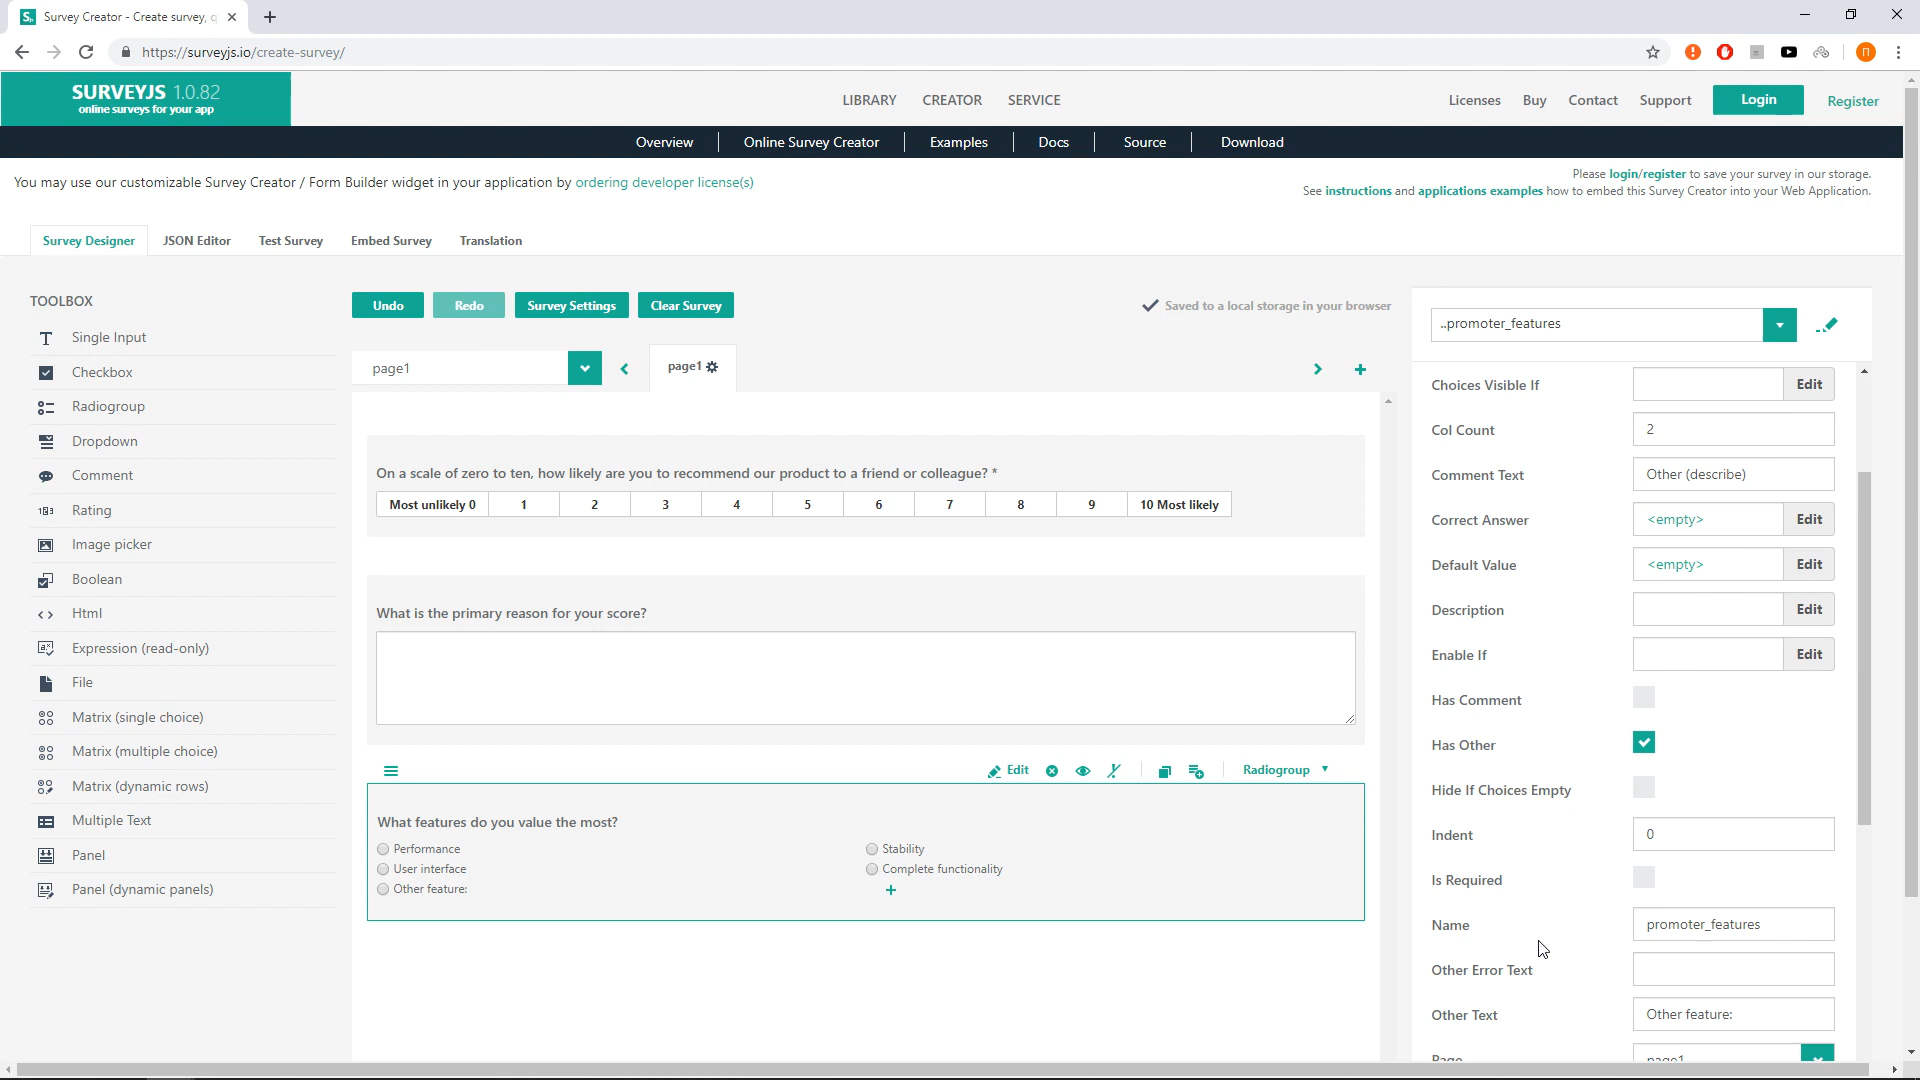 Survey Creator - Create survey, q
https://surveyjs.io/create-survey/
П
SURVEYJS 1.0.82
online surveys for your app
LIBRARY CREATOR SERVICE
Licenses Buy Contact Support Login Register
Overview Online Survey Creator Examples Docs Source Download
You may use our customizable Survey Creator / Form Builder widget in your application by ordering developer license(s)
Please login/register to save your survey in our storage.
See instructions and applications examples how to embed this Survey Creator into your Web Application.
Survey Designer JSON Editor Test Survey Embed Survey Translation
TOOLBOX
Single Input
Checkbox
Radiogroup
Dropdown
Comment
Rating
Image picker
Boolean
Html
Expression (read-only)
File
Matrix (single choice)
Matrix (multiple choice)
Matrix (dynamic rows)
Multiple Text
Panel
Panel (dynamic panels)
Undo Redo Survey Settings Clear Survey
Saved to a local storage in your browser
page1
page1
On a scale of zero to ten, how likely are you to recommend our product to a friend or colleague? *
Most unlikely 0 1 2 3 4 5 6 7 8 9 10 Most likely
What is the primary reason for your score?
Edit Radiogroup
What features do you value the most?
Performance Stability
User interface Complete functionality
Other feature:
..promoter_features
Choices Visible If Edit
Col Count 2
Comment Text Other (describe)
Correct Answer <empty> Edit
Default Value <empty> Edit
Description Edit
Enable If Edit
Has Comment
Has Other
Hide If Choices Empty
Indent 0
Is Required
Name promoter_features
Other Error Text
Other Text Other feature:
Page page1